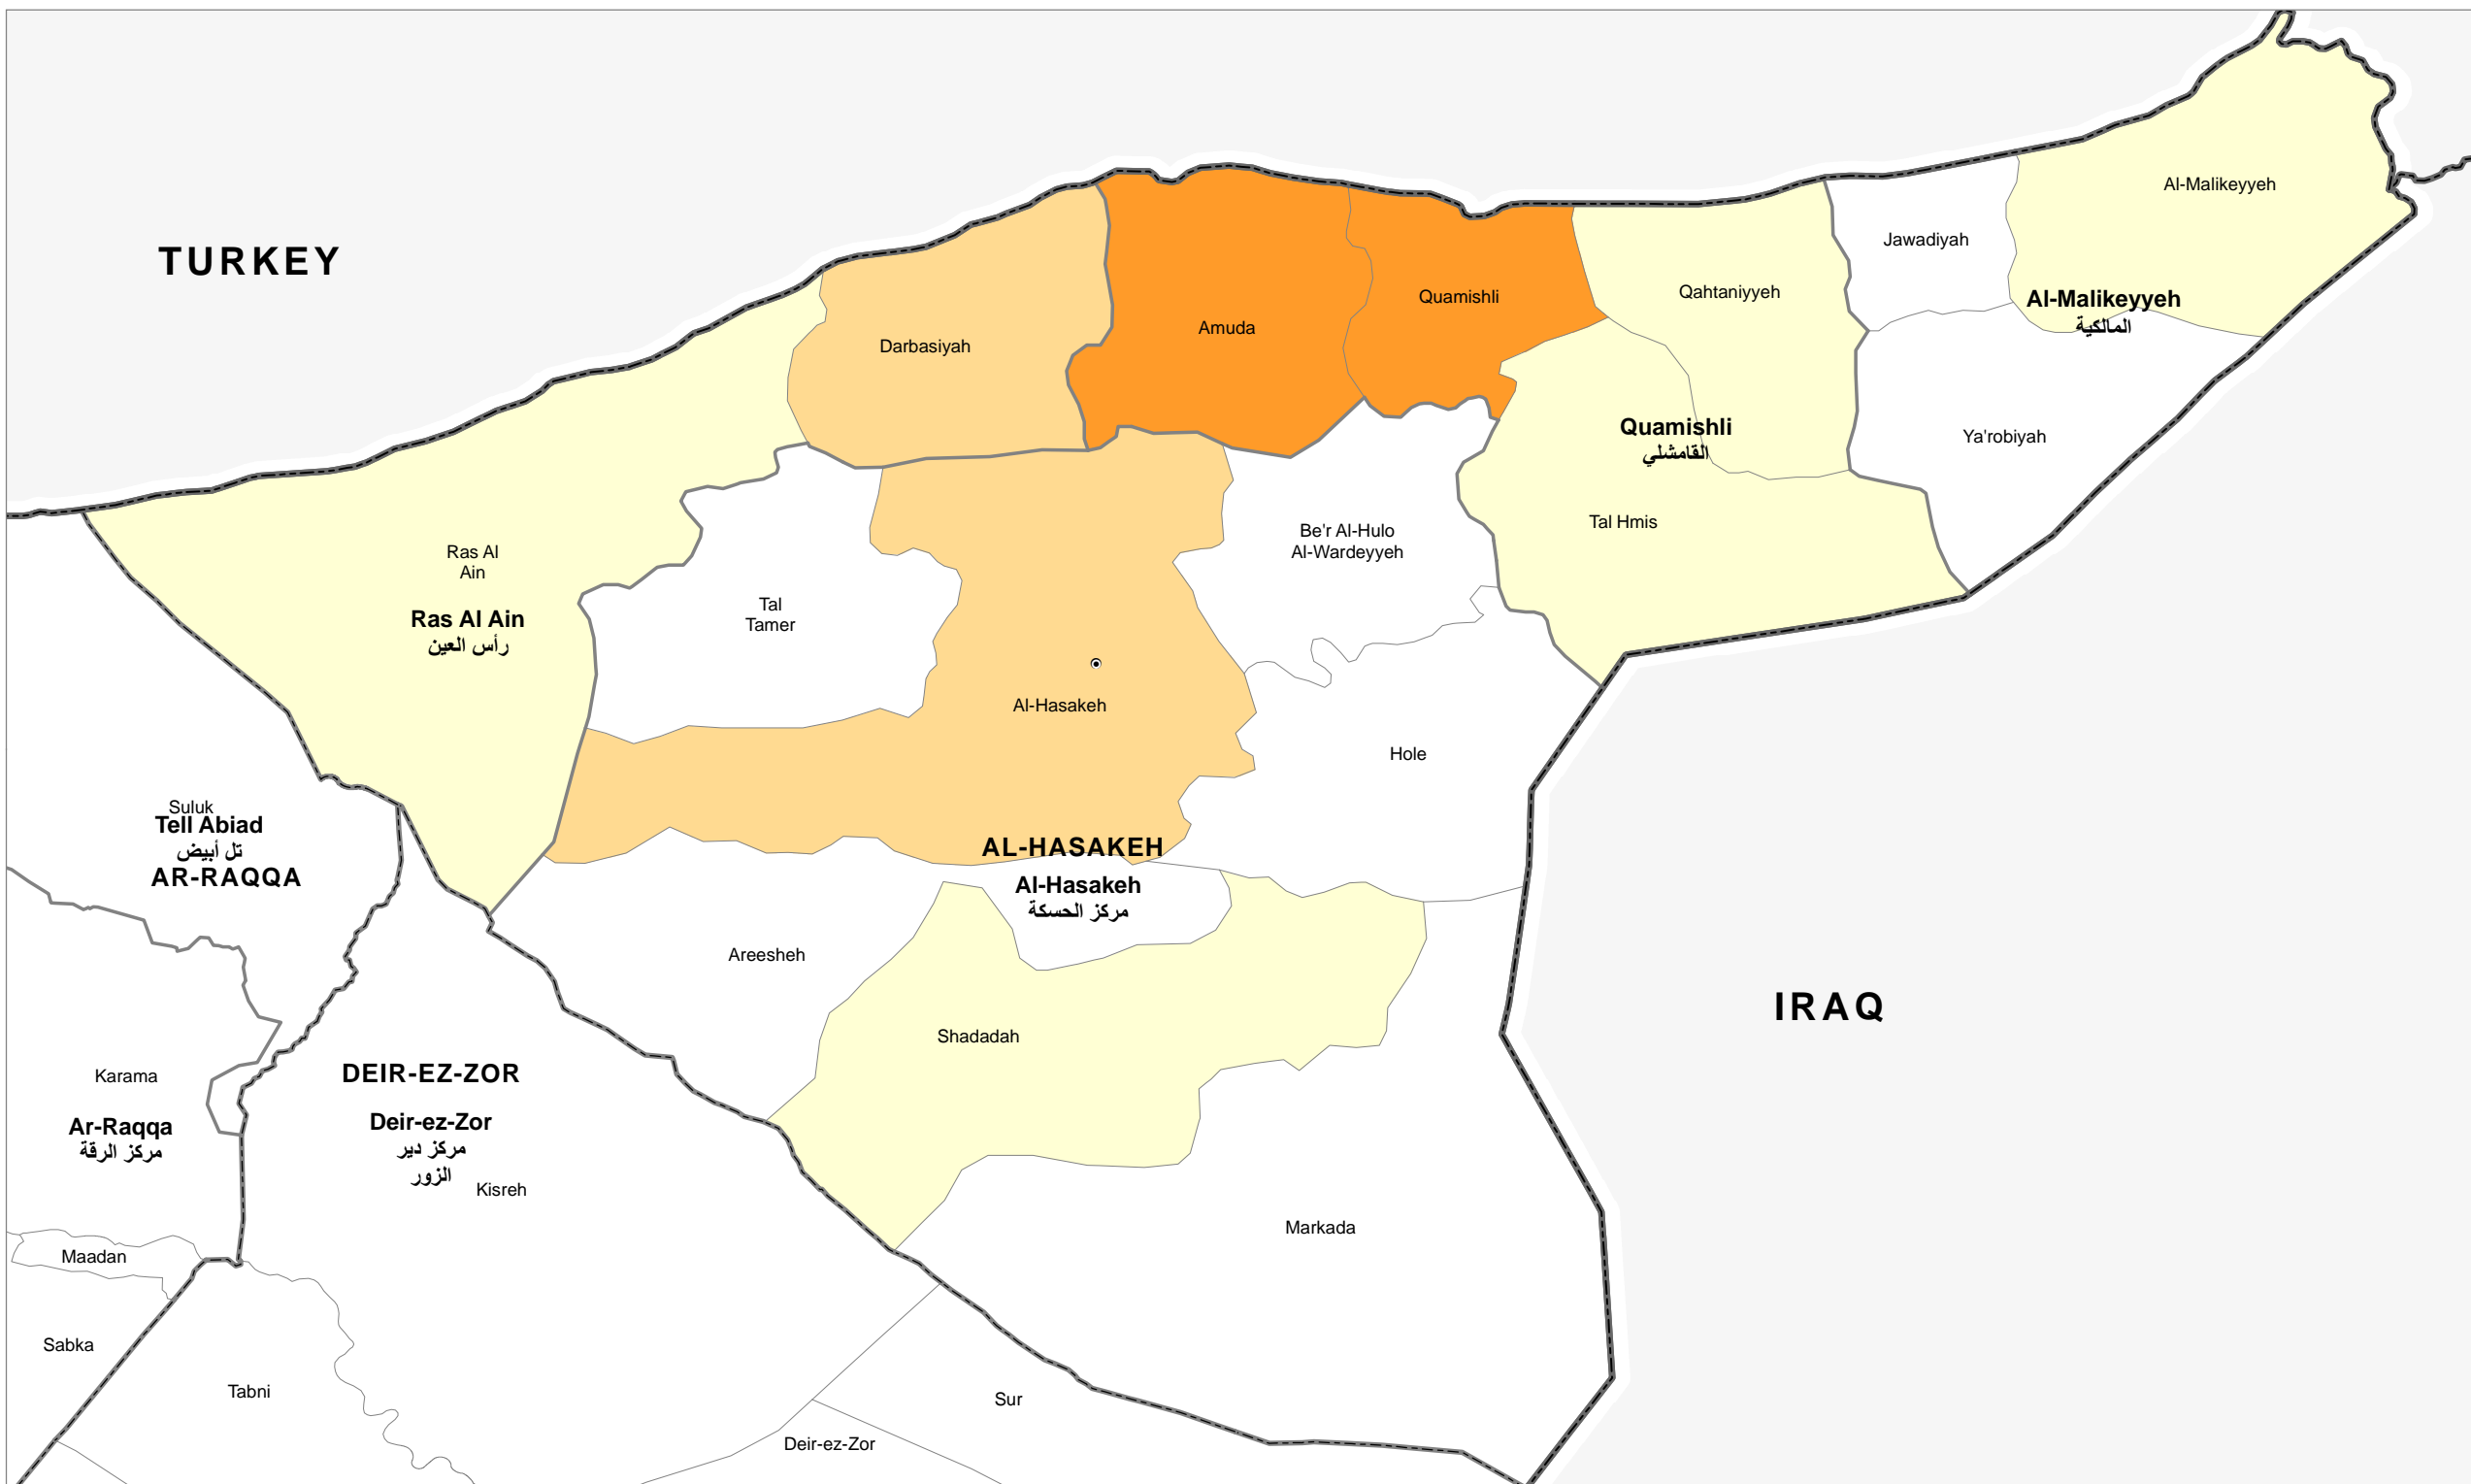 TURKEY
Al-Malikeyyeh
Jawadiyah
Qahtaniyyeh
Quamishli
Al-Malikeyyeh
المالكية
Amuda
Darbasiyah
Quamishli
القامشلي
Ya'robiyah
Tal Hmis
Be'r Al-Hulo
Al-Wardeyyeh
Ras Al
Ain
Ras Al Ain
رأس العين
Tal
Tamer
Al-Hasakeh
Hole
Suluk
Tell Abiad
تل أبيض
AR-RAQQA
AL-HASAKEH
Al-Hasakeh
مركز الحسكة
Areesheh
IRAQ
Shadadah
Karama
DEIR-EZ-ZOR
Ar-Raqqa
مركز الرقة
Deir-ez-Zor
مركز دير
الزور
Kisreh
Markada
Maadan
Sabka
Tabni
Sur
Deir-ez-Zor